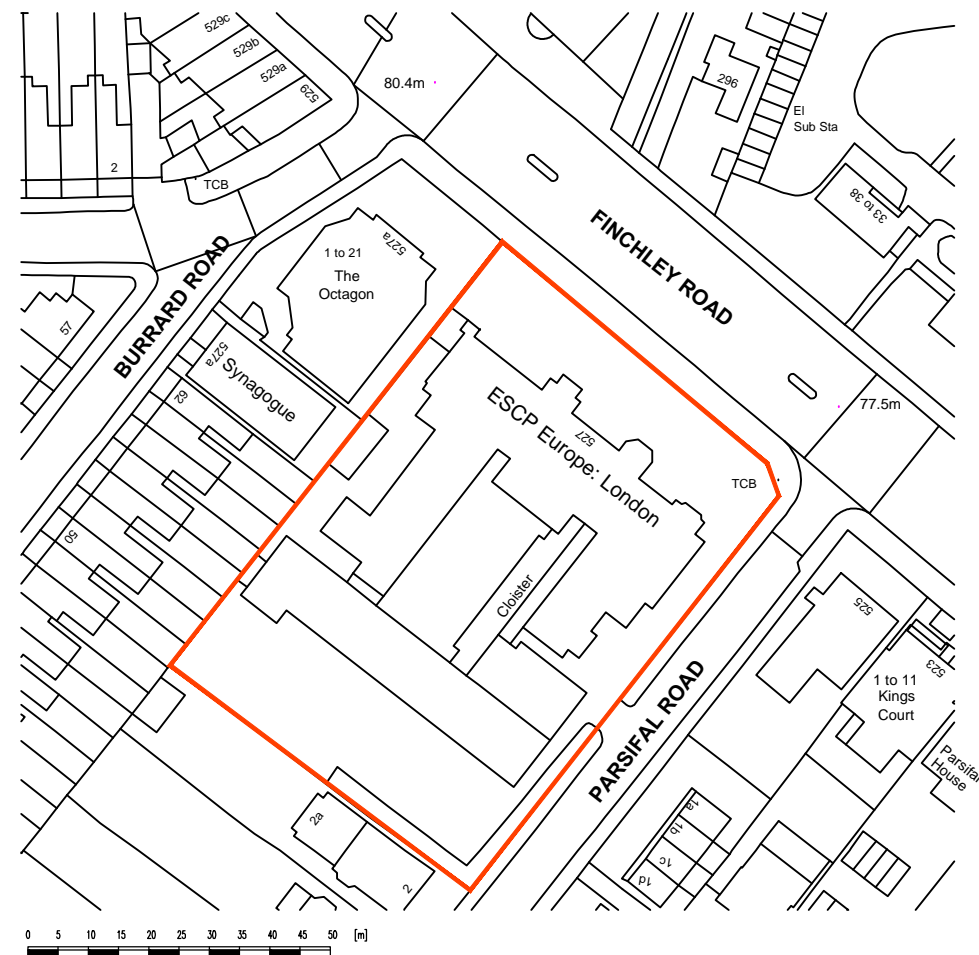 529c
529b
529a
529
80.4m
296
El
Sub Sta
2
TCB
33 to 38
FINCHLEY ROAD
BURRARD ROAD
527a
1 to 21
The
Octagon
57
527a
Synagogue
62
ESCP Europe: London
527
77.5m
TCB
50
Cloister
525
523
1 to 11
Kings
Court
PARSIFAL ROAD
Parsifal
House
1a
1b
1c
1d
2a
2
0 5 10 15 20 25 30 35 40 45 50 [m]